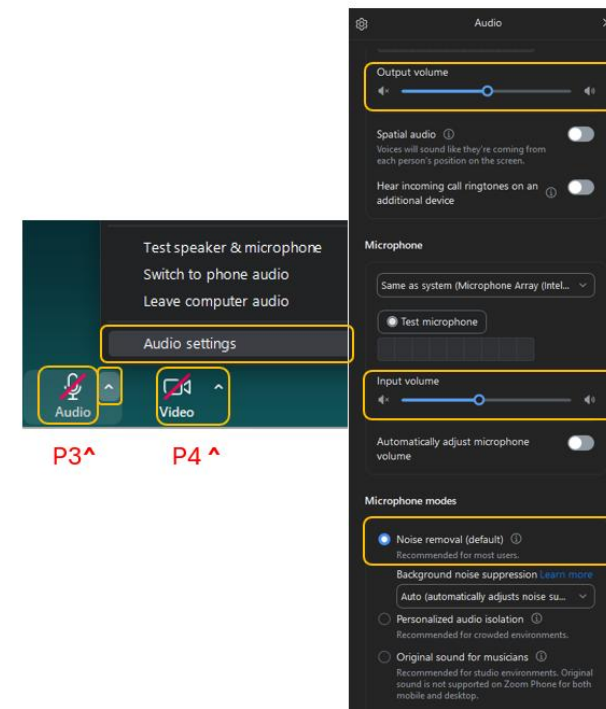 Test speaker & microphone
Switch to phone audio
Leave computer audio
Audio settings
Audio
Video
P3^
P4 ^
Audio
Output volume
Spatial audio
Voices will sound like they're coming from
each person's position on the screen.
Hear incoming call ringtones on an
additional device
Microphone
Same as system (Microphone Array (Intel...
Test microphone
Input volume
Automatically adjust microphone
volume
Microphone modes
Noise removal (default)
Recommended for most users.
Background noise suppression Learn more
Auto (automatically adjusts noise su...
Personalized audio isolation
Recommended for crowded environments.
Original sound for musicians
Recommended for studio environments. Original
sound is not supported on Zoom Phone for both
mobile and desktop.